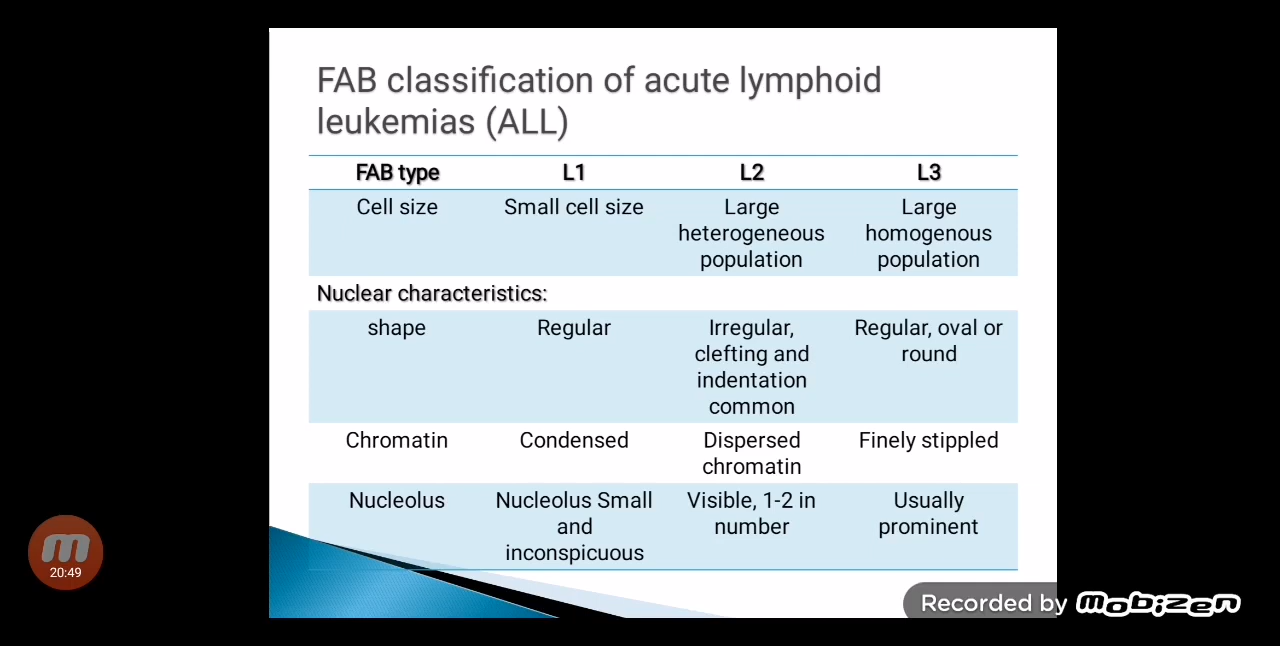 FAB classification of acute lymphoid
leukemias (ALL)
FAB type L1 L2 L3
Cell size Small cell size Large heterogeneous population Large homogenous population
Nuclear characteristics:
shape Regular Irregular, clefting and indentation common Regular, oval or round
Chromatin Condensed Dispersed chromatin Finely stippled
Nucleolus Nucleolus Small and inconspicuous Visible, 1-2 in number Usually prominent
20:49
Recorded by mobizen